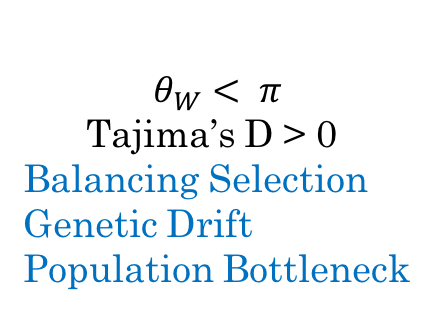 θ_W < π
Tajima's D > 0
Balancing Selection
Genetic Drift
Population Bottleneck